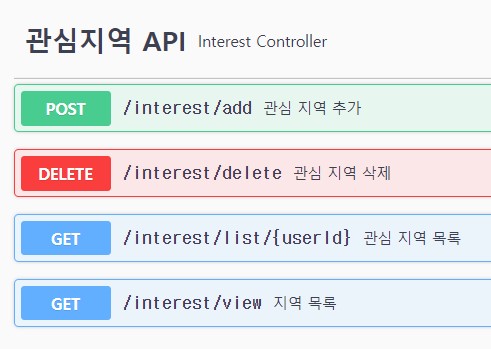 관심지역 API Interest Controller
POST /interest/add 관심 지역 추가
DELETE /interest/delete 관심 지역 삭제
GET /interest/list/{userId} 관심 지역 목록
GET /interest/view 지역 목록